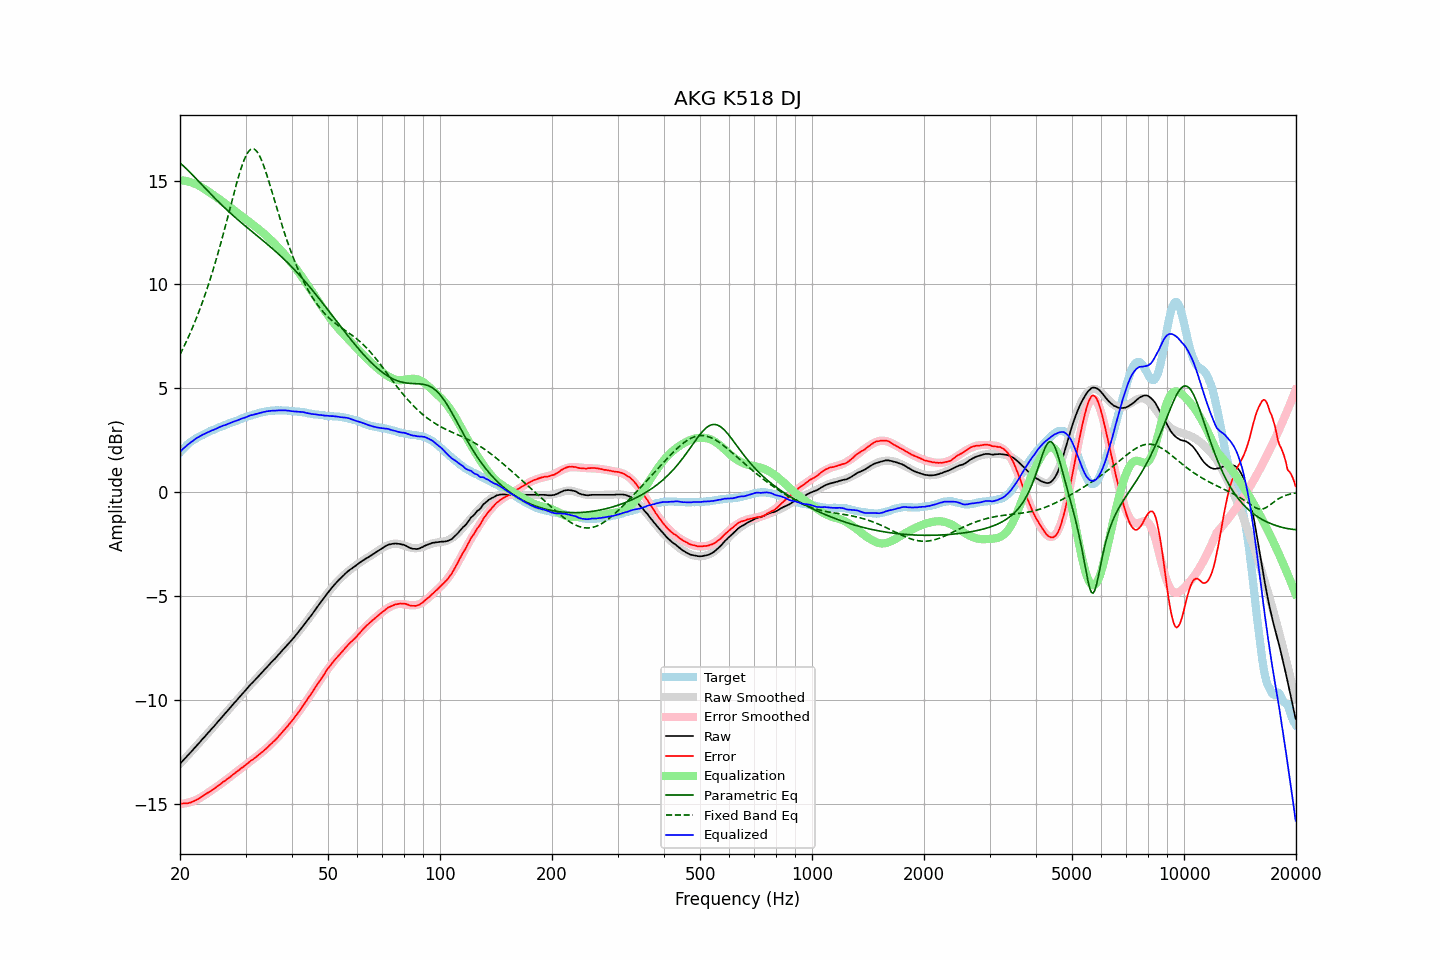 AKG K518 DJ
Amplitude (dBr)
15
10
5
0
−5
−10
−15
Target
Raw Smoothed
Error Smoothed
Raw
Error
Equalization
Parametric Eq
Fixed Band Eq
Equalized
20
50
100
200
500
1000
2000
5000
10000
20000
Frequency (Hz)